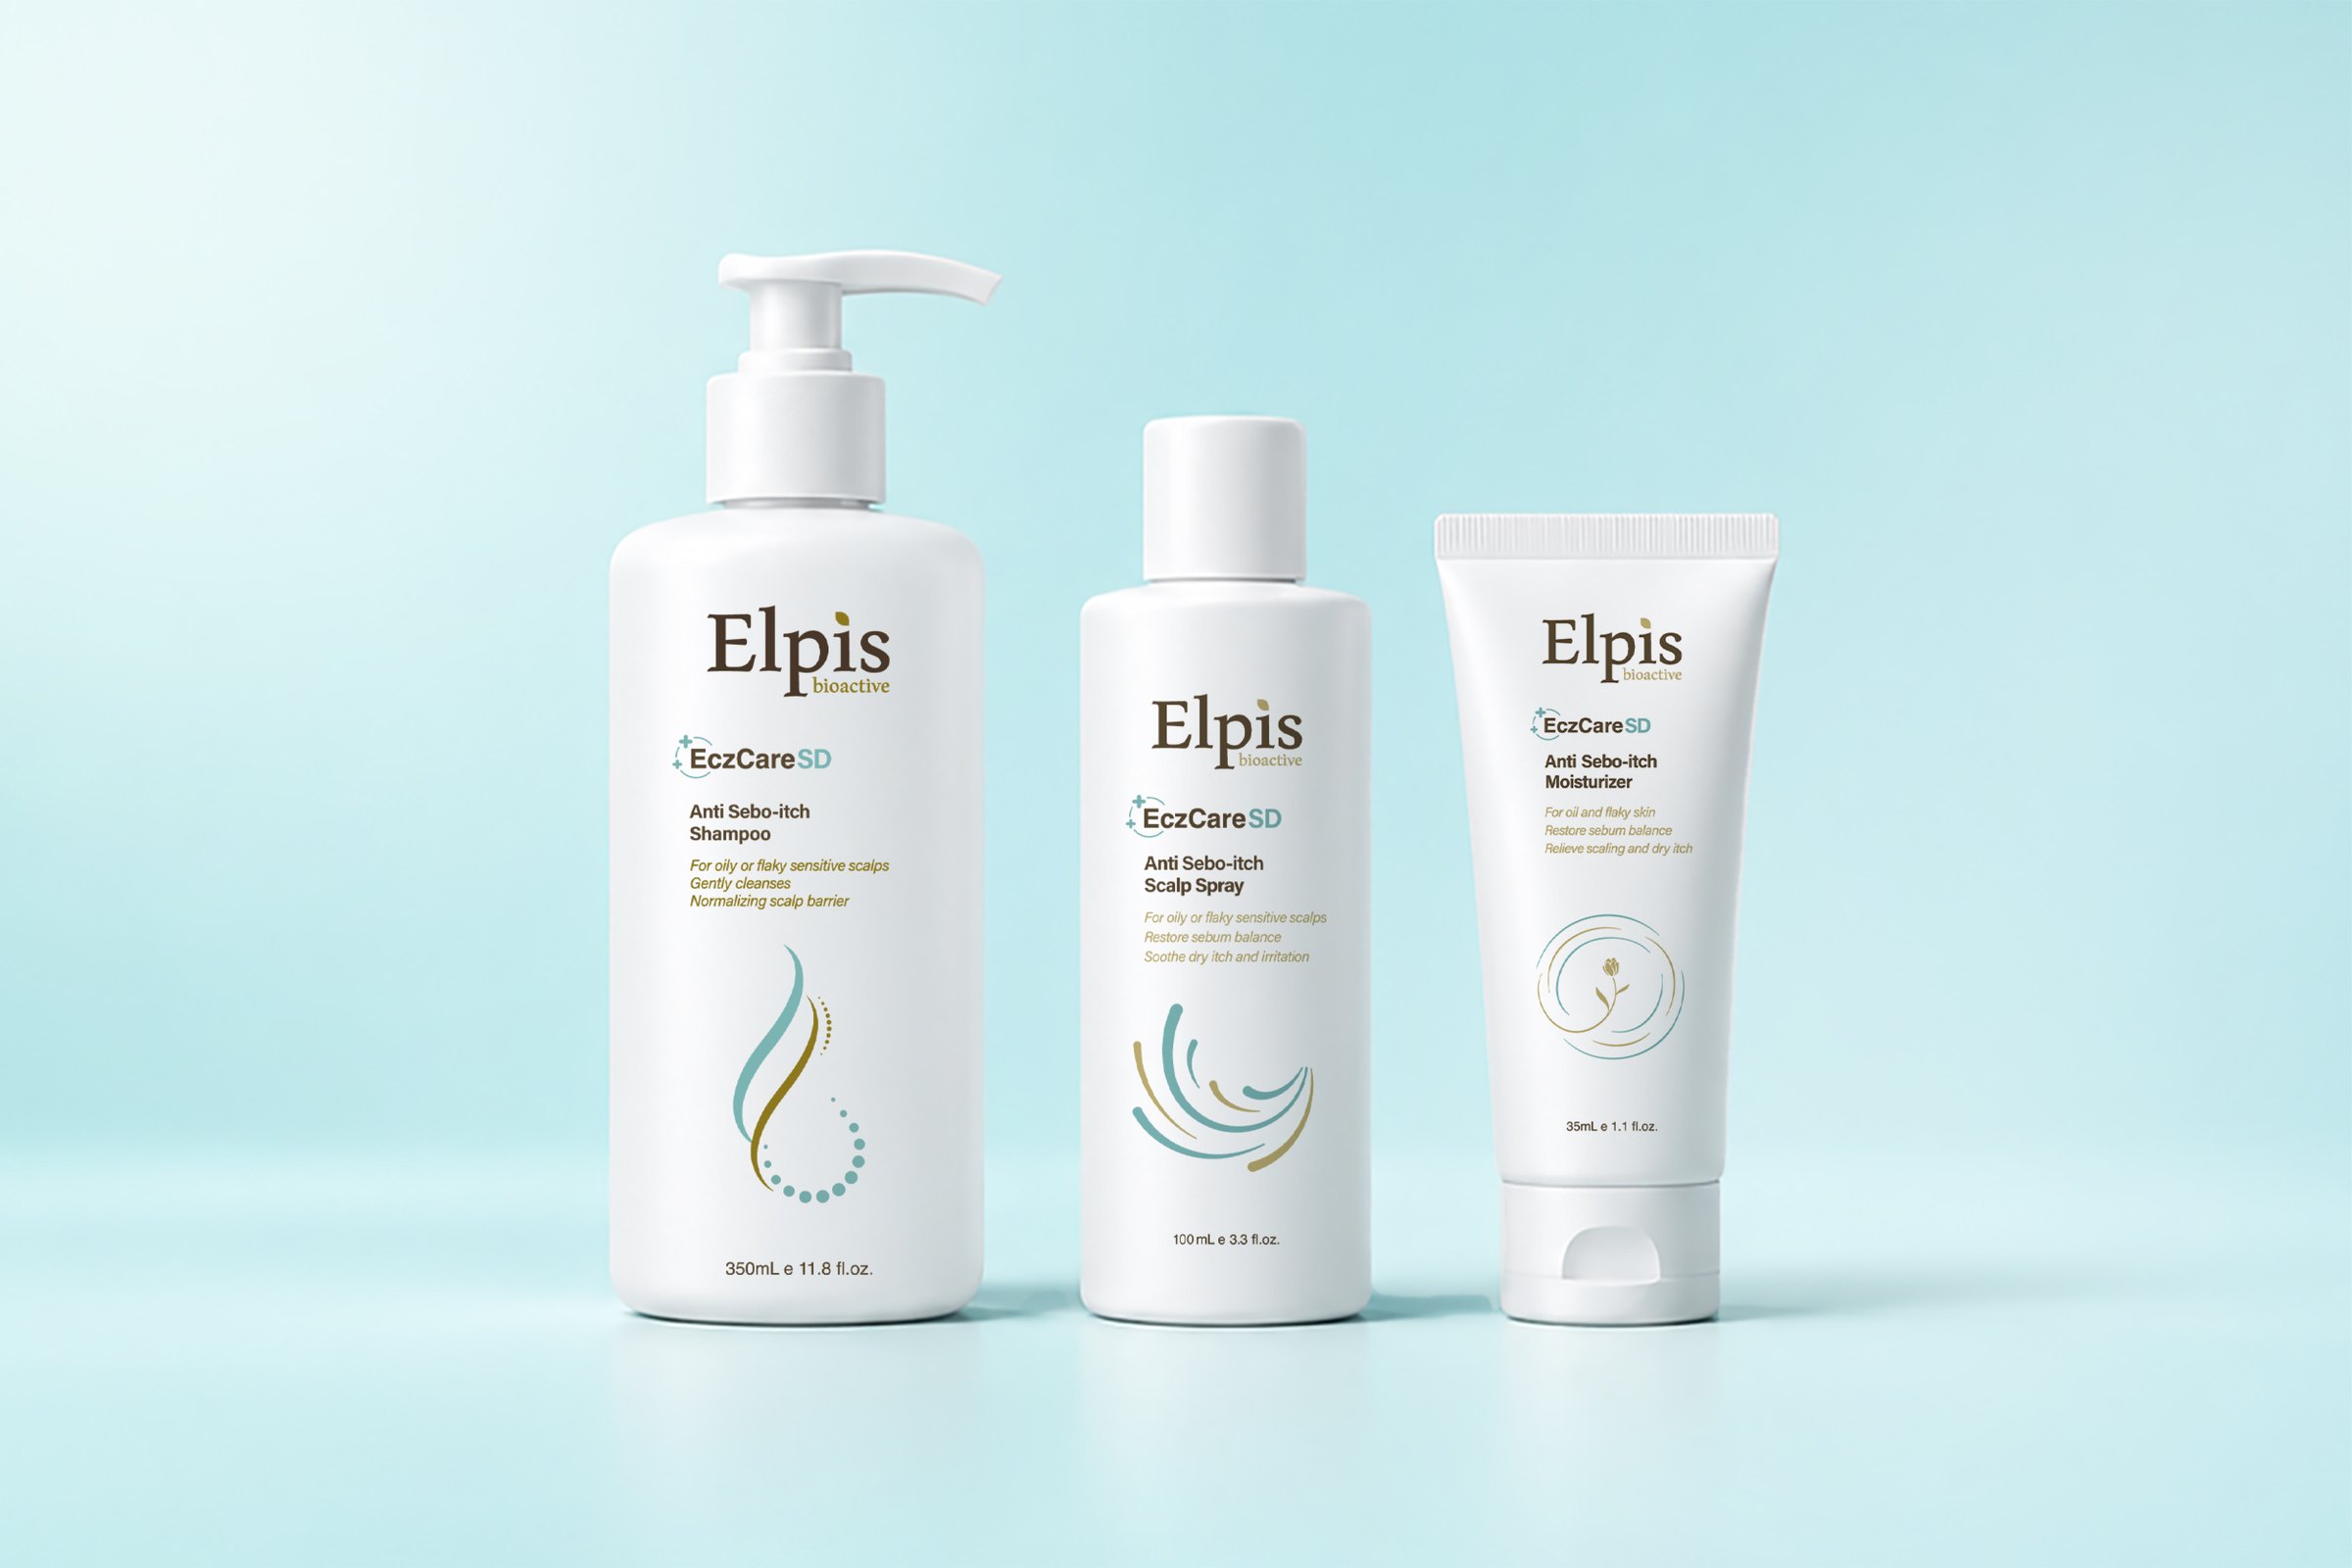 Elpis
bioactive
EczCare SD
Anti Sebo-itch
Shampoo
For oily or flaky sensitive scalps
Gently cleanses
Normalizing scalp barrier
350mL e 11.8 fl.oz.
Elpis
bioactive
EczCare SD
Anti Sebo-itch
Scalp Spray
For oily or flaky sensitive scalps
Restore sebum balance
Soothe dry itch and irritation
100mL e 3.3 fl.oz.
Elpis
bioactive
EczCare SD
Anti Sebo-itch
Moisturizer
For oil and flaky skin
Restore sebum balance
Relieve scaling and dry itch
35mL e 1.1 fl.oz.